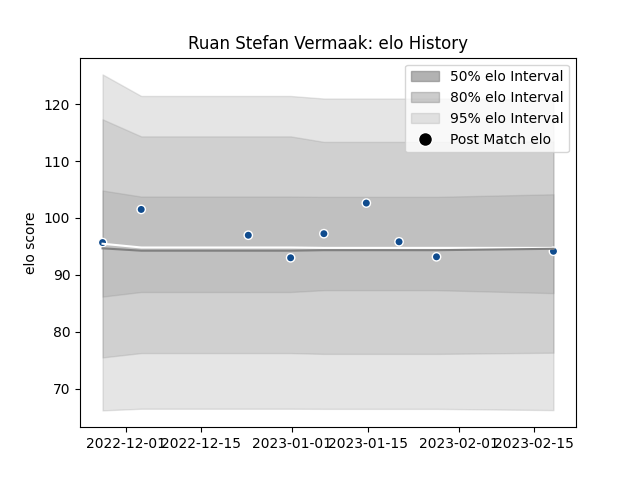 Ruan Stefan Vermaak: elo History
50% elo Interval
80% elo Interval
95% elo Interval
Post Match elo
elo score
120
110
100
90
80
70
2022-12-01 2022-12-15 2023-01-01 2023-01-15 2023-02-01 2023-02-15